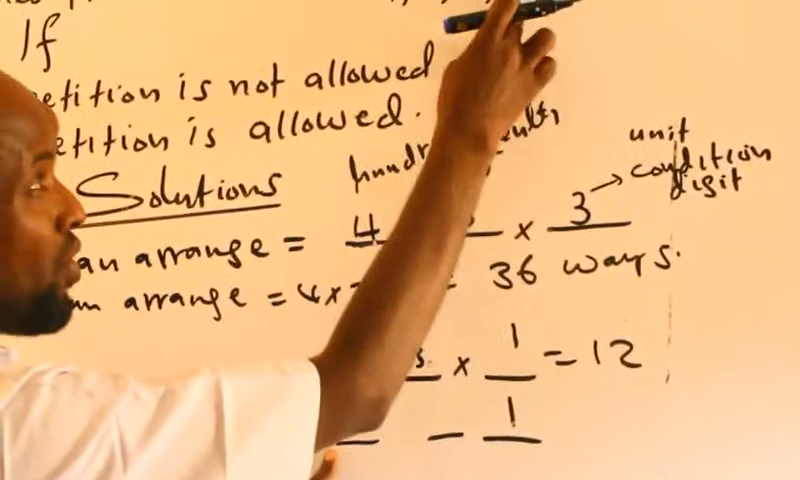 If
etition is not allowed
etition is allowed.
Solutions
unit
condition
digit
an arrange = 4 x 3
arrange = 4 x = 36 ways.
x 1 = 12
1